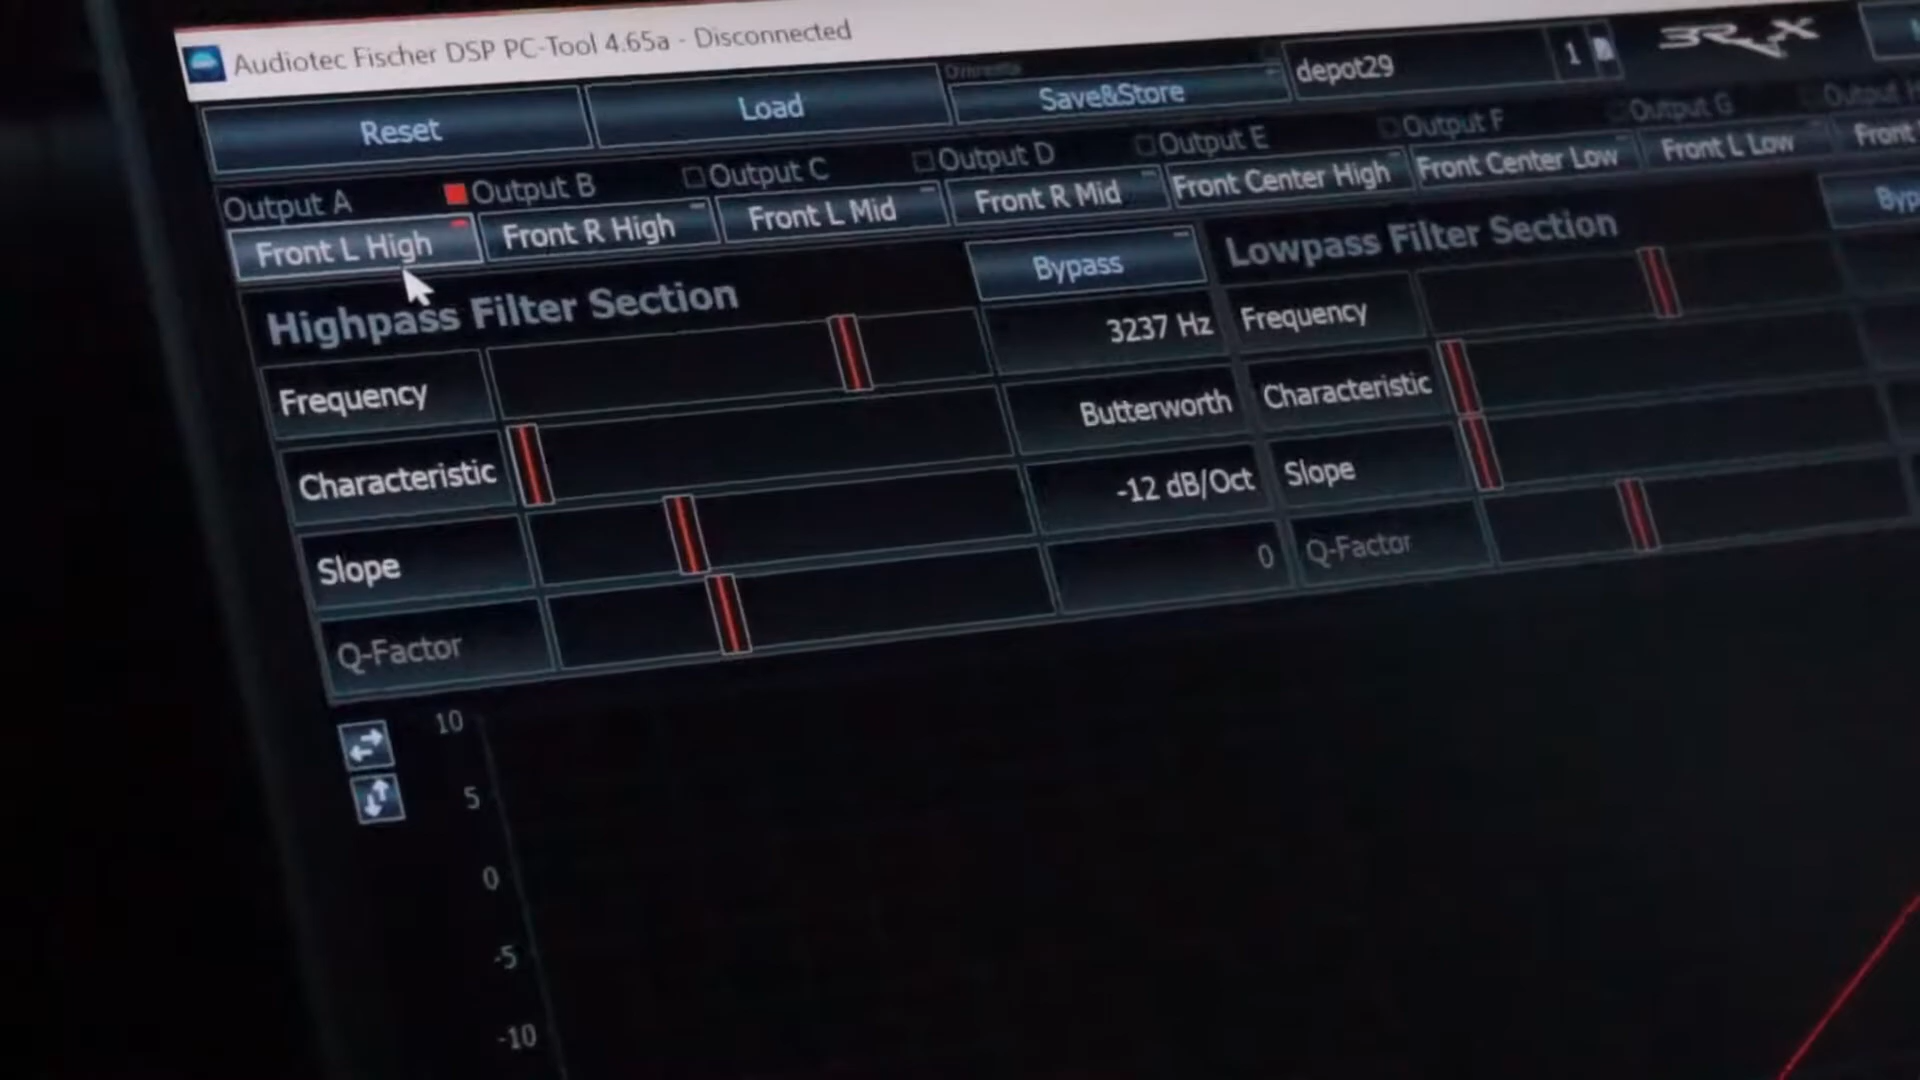 Audiotec Fischer DSP PC-Tool 4.65a - Disconnected
Reset Load Save&Store depot29 1
Output A Output B Output C Output D Output E Output F Output G Output H
Front L High Front R High Front L Mid Front R Mid Front Center High Front Center Low Front L Low Front
Highpass Filter Section Bypass Lowpass Filter Section
Frequency 3237 Hz Frequency
Characteristic Butterworth Characteristic
Slope -12 dB/Oct Slope
Q-Factor 0 Q-Factor
10
5
0
-5
-10